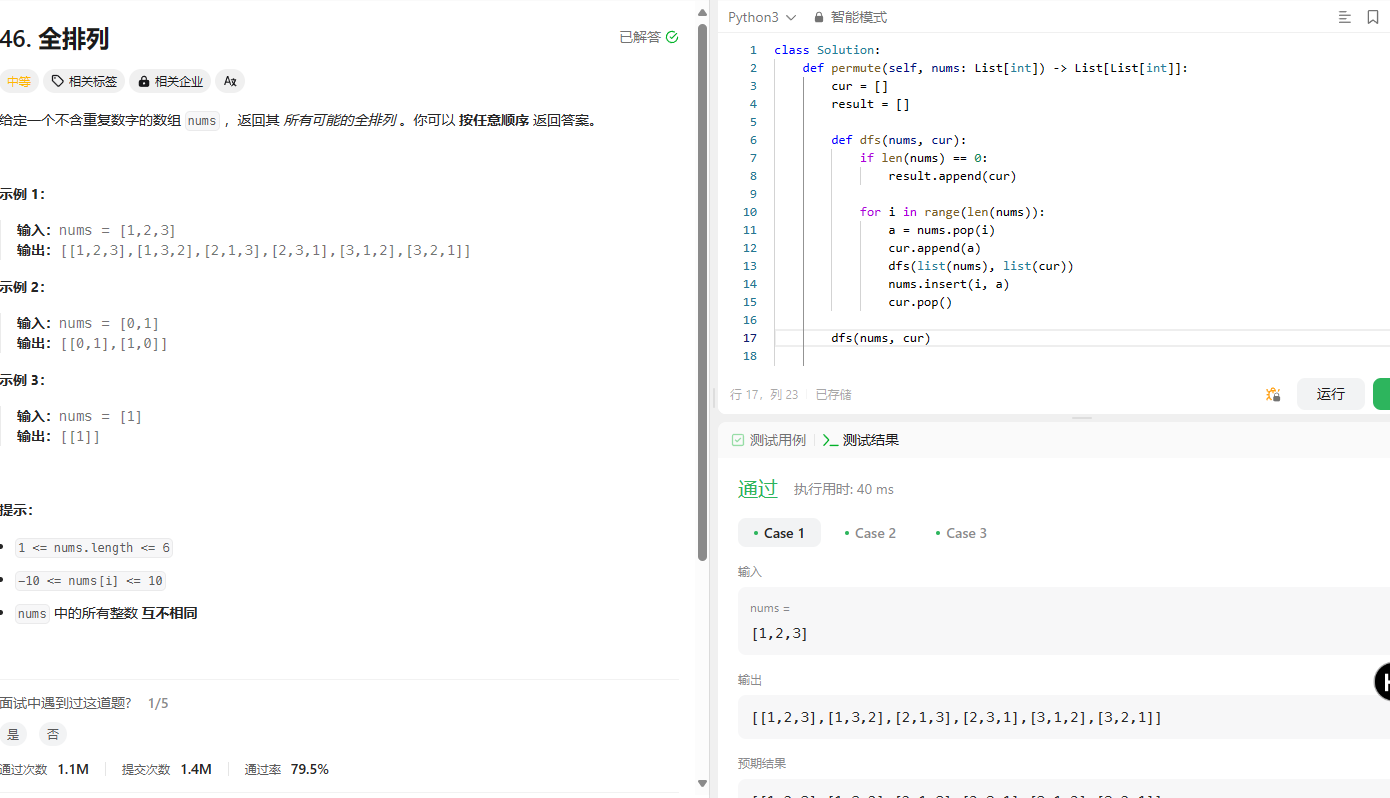 46. 全排列
已解答
中等
相关标签
相关企业
给定一个不含重复数字的数组 nums ，返回其 所有可能的全排列 。你可以 按任意顺序 返回答案。
示例 1：
输入：nums = [1,2,3]
输出：[[1,2,3],[1,3,2],[2,1,3],[2,3,1],[3,1,2],[3,2,1]]
示例 2：
输入：nums = [0,1]
输出：[[0,1],[1,0]]
示例 3：
输入：nums = [1]
输出：[[1]]
提示：
1 <= nums.length <= 6
-10 <= nums[i] <= 10
nums 中的所有整数 互不相同
面试中遇到过这道题? 1/5
是
否
通过次数 1.1M
提交次数 1.4M
通过率 79.5%
Python3
智能模式
1 class Solution:
2     def permute(self, nums: List[int]) -> List[List[int]]:
3         cur = []
4         result = []
5
6         def dfs(nums, cur):
7             if len(nums) == 0:
8                 result.append(cur)
9
10             for i in range(len(nums)):
11                 a = nums.pop(i)
12                 cur.append(a)
13                 dfs(list(nums), list(cur))
14                 nums.insert(i, a)
15                 cur.pop()
16
17         dfs(nums, cur)
18
行 17，列 23
已存储
运行
测试用例
测试结果
通过
执行用时: 40 ms
Case 1
Case 2
Case 3
输入
nums =
[1,2,3]
输出
[[1,2,3],[1,3,2],[2,1,3],[2,3,1],[3,1,2],[3,2,1]]
预期结果